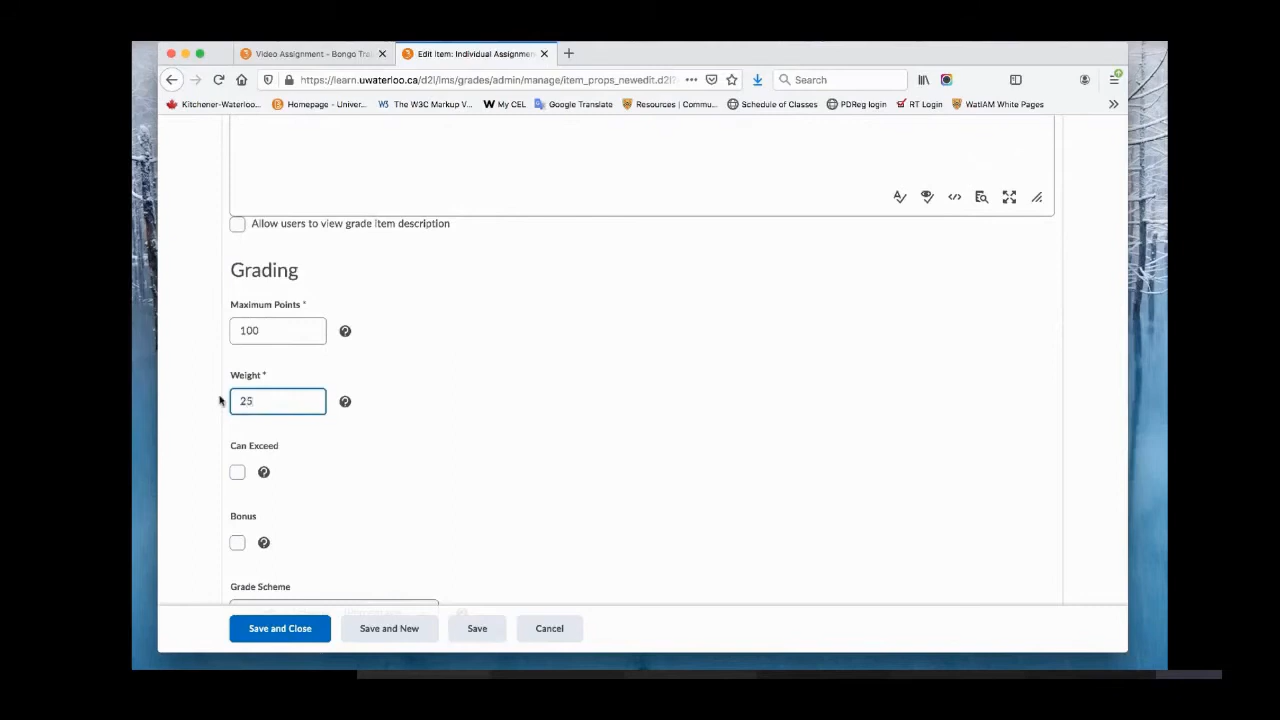 Video Assignment - Bongo Trai
Edit Item: Individual Assignmen
https://learn.uwaterloo.ca/d2l/lms/grades/admin/manage/item_props_newedit.d2l?
Search
Kitchener-Waterloo...
Homepage - Univer...
W3 The W3C Markup V...
W My CEL
Google Translate
Resources | Commu...
Schedule of Classes
PDReg login
RT Login
WatIAM White Pages
Allow users to view grade item description
Grading
Maximum Points *
100
Weight *
25
Can Exceed
Bonus
Grade Scheme
Save and Close
Save and New
Save
Cancel